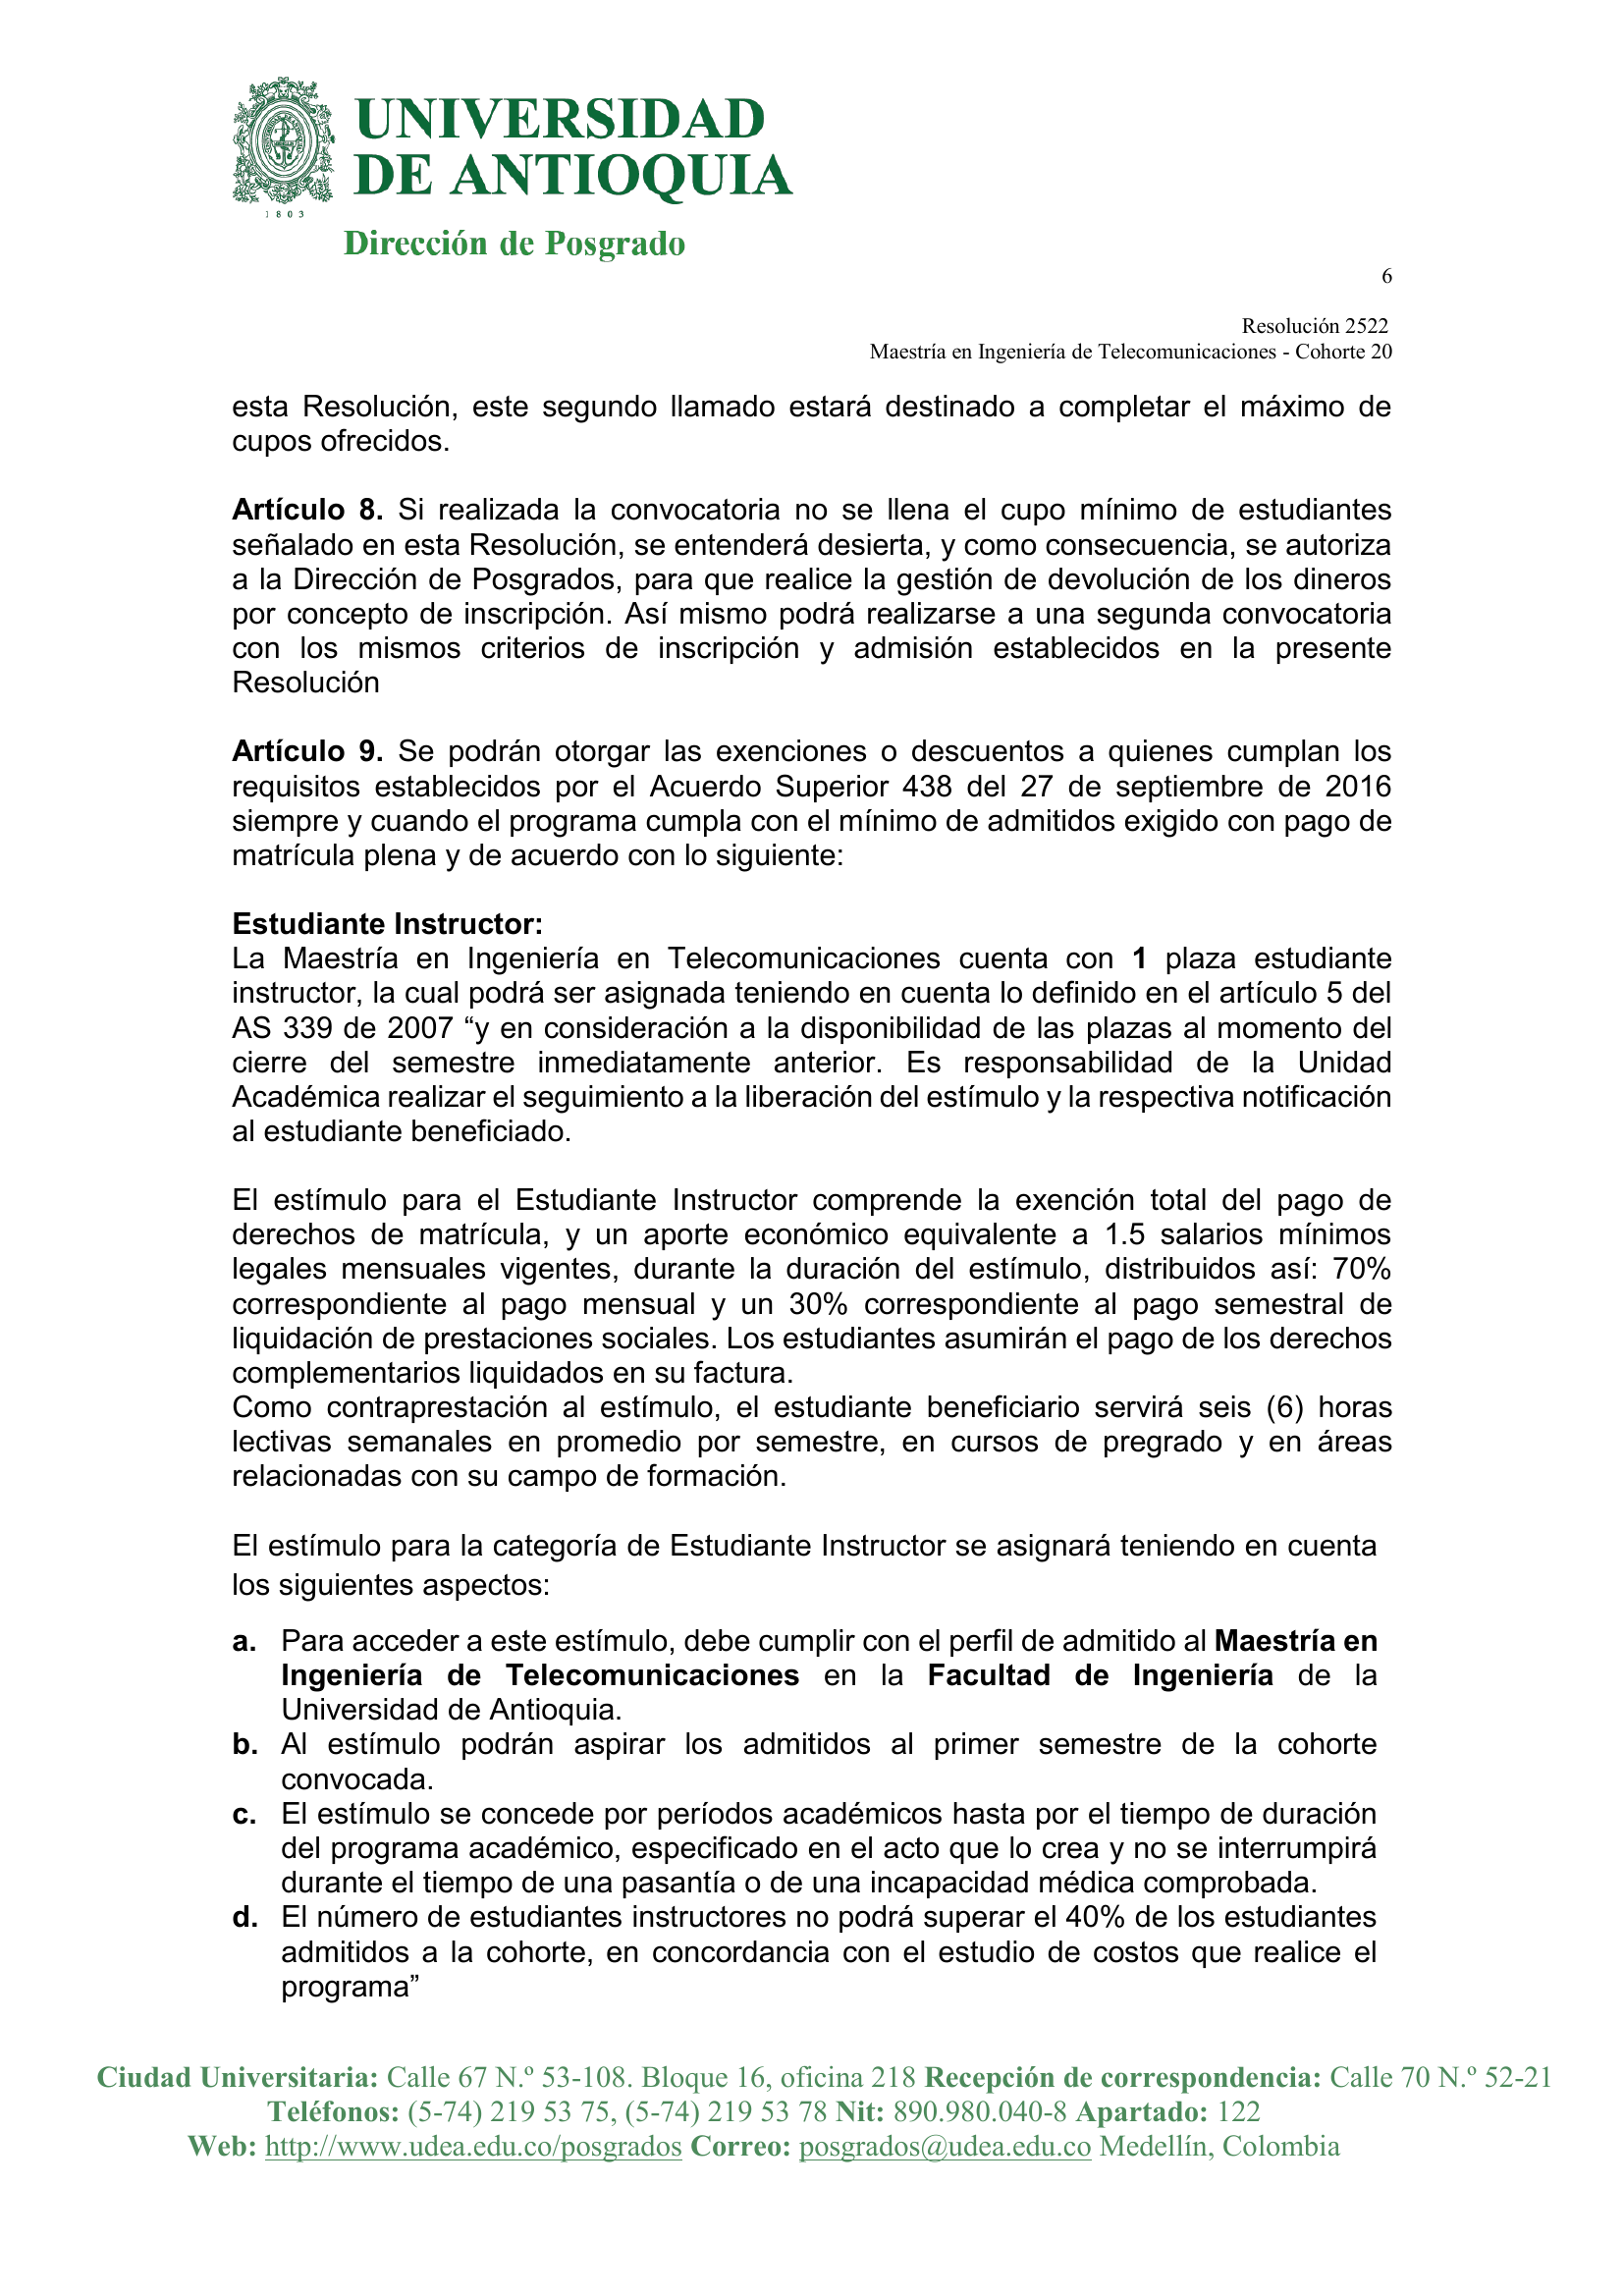 UNIVERSIDAD
DE ANTIOQUIA
1803
Dirección de Posgrado
6
Resolución 2522
Maestría en Ingeniería de Telecomunicaciones - Cohorte 20
esta Resolución, este segundo llamado estará destinado a completar el máximo de
cupos ofrecidos.
Artículo 8. Si realizada la convocatoria no se llena el cupo mínimo de estudiantes
señalado en esta Resolución, se entenderá desierta, y como consecuencia, se autoriza
a la Dirección de Posgrados, para que realice la gestión de devolución de los dineros
por concepto de inscripción. Así mismo podrá realizarse a una segunda convocatoria
con los mismos criterios de inscripción y admisión establecidos en la presente
Resolución
Artículo 9. Se podrán otorgar las exenciones o descuentos a quienes cumplan los
requisitos establecidos por el Acuerdo Superior 438 del 27 de septiembre de 2016
siempre y cuando el programa cumpla con el mínimo de admitidos exigido con pago de
matrícula plena y de acuerdo con lo siguiente:
Estudiante Instructor:
La Maestría en Ingeniería en Telecomunicaciones cuenta con 1 plaza estudiante
instructor, la cual podrá ser asignada teniendo en cuenta lo definido en el artículo 5 del
AS 339 de 2007 “y en consideración a la disponibilidad de las plazas al momento del
cierre del semestre inmediatamente anterior. Es responsabilidad de la Unidad
Académica realizar el seguimiento a la liberación del estímulo y la respectiva notificación
al estudiante beneficiado.
El estímulo para el Estudiante Instructor comprende la exención total del pago de
derechos de matrícula, y un aporte económico equivalente a 1.5 salarios mínimos
legales mensuales vigentes, durante la duración del estímulo, distribuidos así: 70%
correspondiente al pago mensual y un 30% correspondiente al pago semestral de
liquidación de prestaciones sociales. Los estudiantes asumirán el pago de los derechos
complementarios liquidados en su factura.
Como contraprestación al estímulo, el estudiante beneficiario servirá seis (6) horas
lectivas semanales en promedio por semestre, en cursos de pregrado y en áreas
relacionadas con su campo de formación.
El estímulo para la categoría de Estudiante Instructor se asignará teniendo en cuenta
los siguientes aspectos:
a. Para acceder a este estímulo, debe cumplir con el perfil de admitido al Maestría en
Ingeniería de Telecomunicaciones en la Facultad de Ingeniería de la
Universidad de Antioquia.
b. Al estímulo podrán aspirar los admitidos al primer semestre de la cohorte
convocada.
c. El estímulo se concede por períodos académicos hasta por el tiempo de duración
del programa académico, especificado en el acto que lo crea y no se interrumpirá
durante el tiempo de una pasantía o de una incapacidad médica comprobada.
d. El número de estudiantes instructores no podrá superar el 40% de los estudiantes
admitidos a la cohorte, en concordancia con el estudio de costos que realice el
programa”
Ciudad Universitaria: Calle 67 N.º 53-108. Bloque 16, oficina 218 Recepción de correspondencia: Calle 70 N.º 52-21
Teléfonos: (5-74) 219 53 75, (5-74) 219 53 78 Nit: 890.980.040-8 Apartado: 122
Web: http://www.udea.edu.co/posgrados Correo: posgrados@udea.edu.co Medellín, Colombia